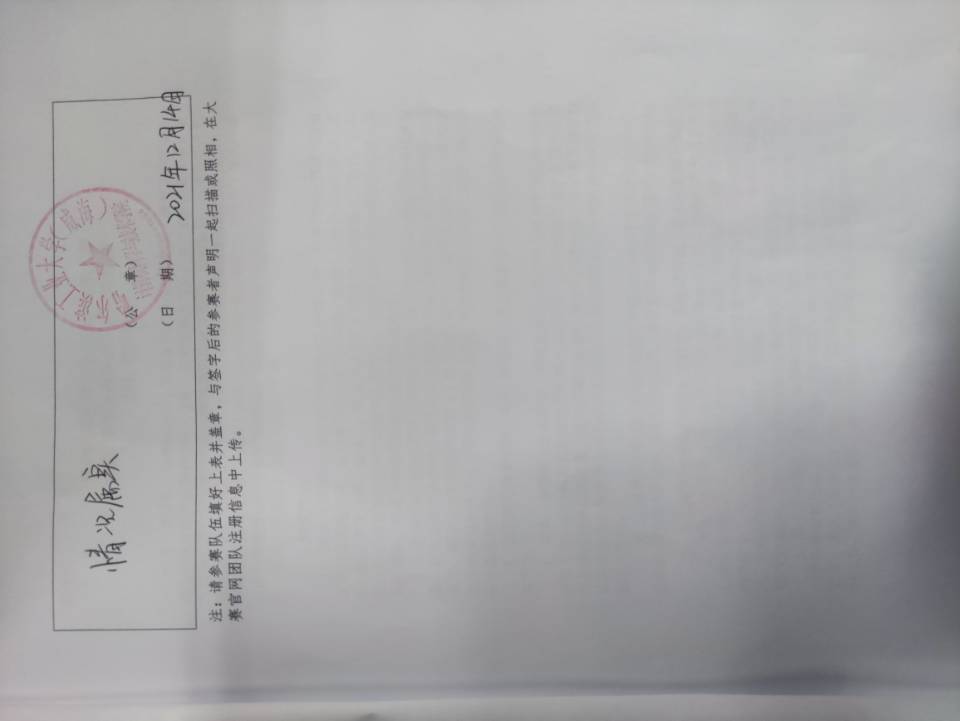 哈尔滨工业大学(威海)
情况属实
(公 章)
(日 期)
2021年12月14日
注:请参赛队伍填好上表并盖章,与签字后的参赛者声明一起扫描或照相,在大
赛官网团队注册信息中上传。